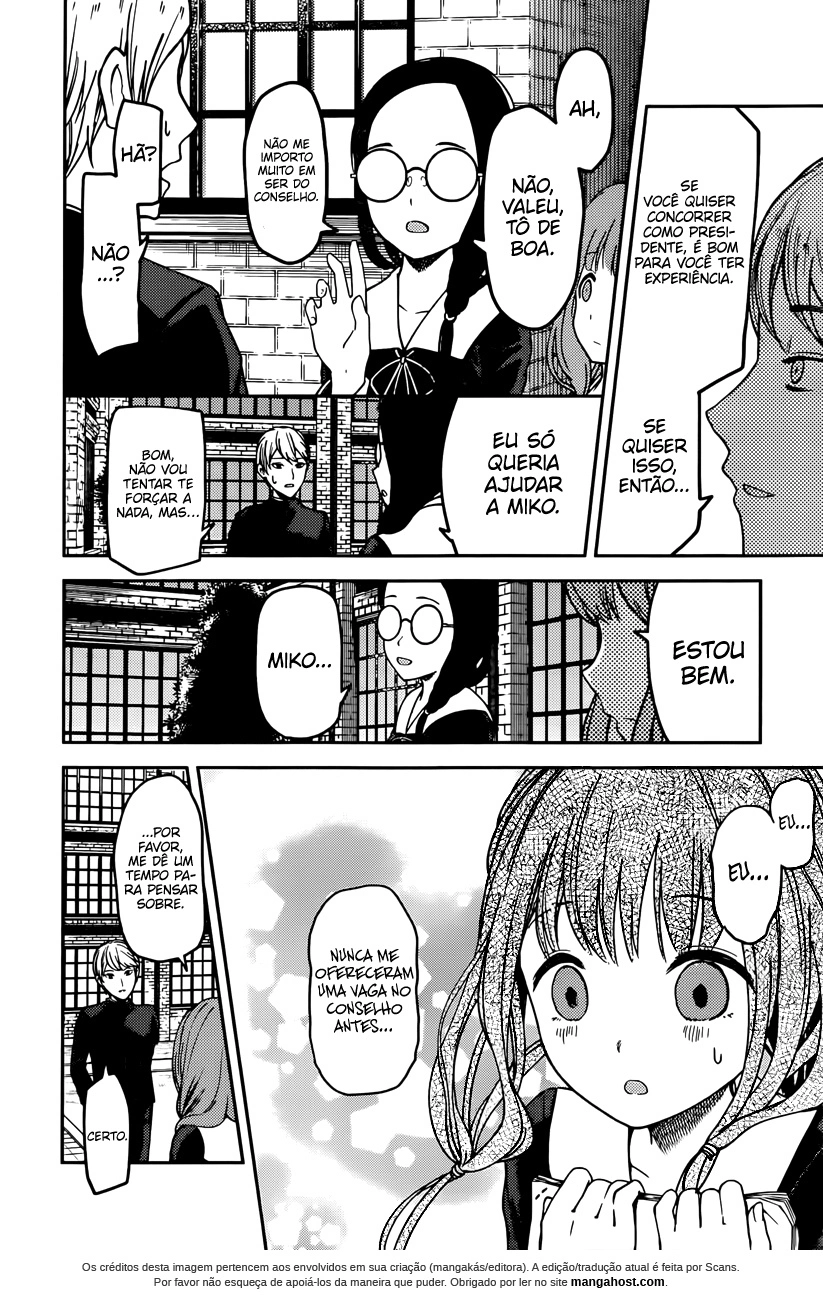 SE
VOCÊ QUISER
CONCORRER
COMO PRESI-
DENTE, É BOM
PARA VOCÊ TER
EXPERIÊNCIA.
SE
QUISER
ISSO,
ENTÃO...
AH,
NÃO,
VALEU,
TÔ DE
BOA.
NÃO ME
IMPORTO
MUITO EM
SER DO
CONSELHO.
HÃ?
NÃO
...?
EU SÓ
QUERIA
AJUDAR
A MIKO.
BOM,
NÃO VOU
TENTAR TE
FORÇAR A
NADA, MAS...
ESTOU
BEM.
MIKO...
EU...
EU...
NUNCA ME
OFERECERAM
UMA VAGA NO
CONSELHO
ANTES...
...POR
FAVOR,
ME DÊ UM
TEMPO PA-
RA PENSAR
SOBRE.
CERTO.
Os créditos desta imagem pertencem aos envolvidos em sua criação (mangakás/editora). A edição/tradução atual é feita por Scans.
Por favor não esqueça de apoiá-los da maneira que puder. Obrigado por ler no site mangahost.com.